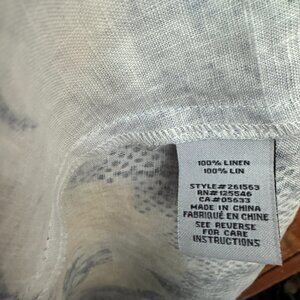 100% LINEN
100% LIN
STYLE# 261553
RN# 125546
CA# 05633
MADE IN CHINA
FABRIQUÉ EN CHINE
SEE REVERSE
FOR CARE
INSTRUCTIONS